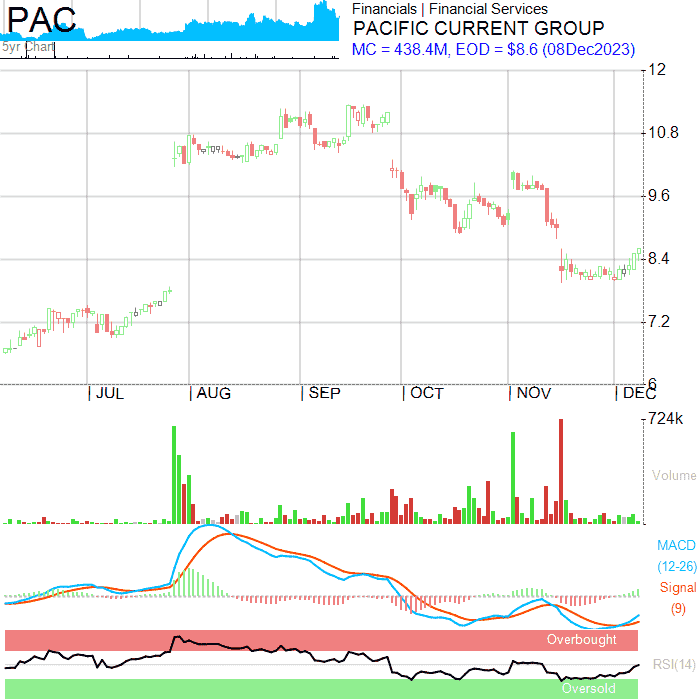 PAC
5yr Chart
Financials | Financial Services
PACIFIC CURRENT GROUP
MC = 438.4M, EOD = $8.6 (08Dec2023)
12
10.8
9.6
8.4
7.2
6
JUL
AUG
SEP
OCT
NOV
DEC
724k
Volume
MACD
(12-26)
Signal
(9)
Overbought
RSI(14)
Oversold